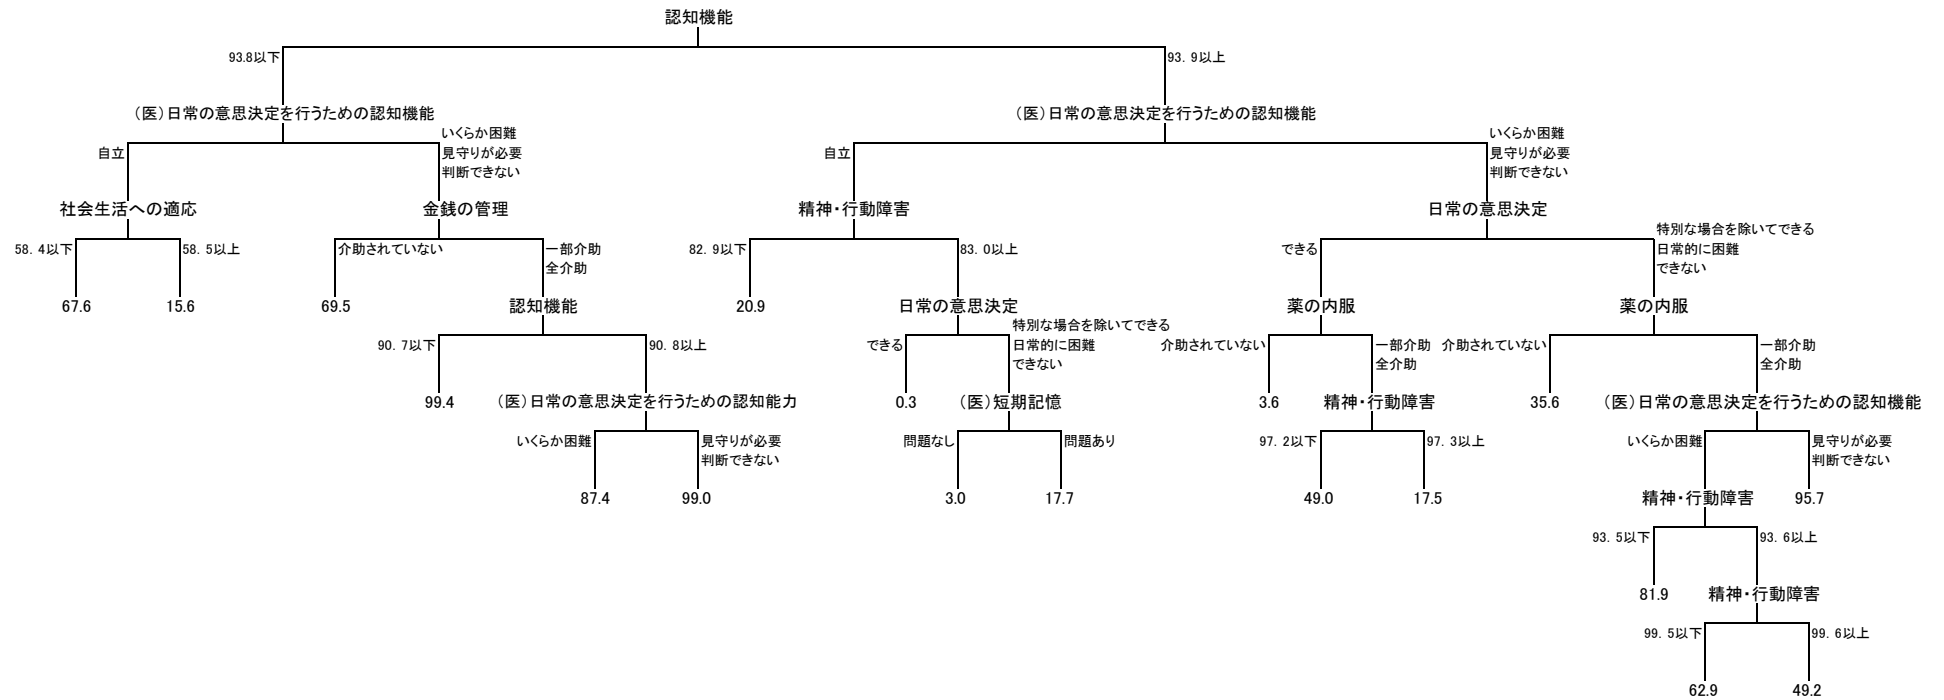 認知機能
93.8以下
93．9以上
（医）日常の意思決定を行うための認知機能
（医）日常の意思決定を行うための認知機能
自立
いくらか困難
見守りが必要
判断できない
自立
いくらか困難
見守りが必要
判断できない
社会生活への適応
金銭の管理
精神・行動障害
日常の意思決定
58．4以下
58．5以上
介助されていない
一部介助
全介助
82．9以下
83．0以上
できる
特別な場合を除いてできる
日常的に困難
できない
67.6
15.6
69.5
認知機能
20.9
日常の意思決定
薬の内服
薬の内服
90．7以下
90．8以上
できる
特別な場合を除いてできる
日常的に困難
できない
介助されていない
一部介助
全介助
介助されていない
一部介助
全介助
99.4
（医）日常の意思決定を行うための認知能力
0.3
（医）短期記憶
3.6
精神・行動障害
35.6
（医）日常の意思決定を行うための認知機能
いくらか困難
見守りが必要
判断できない
問題なし
問題あり
97．2以下
97．3以上
いくらか困難
見守りが必要
判断できない
87.4
99.0
3.0
17.7
49.0
17.5
精神・行動障害
95.7
93．5以下
93．6以上
81.9
精神・行動障害
99．5以下
99．6以上
62.9
49.2